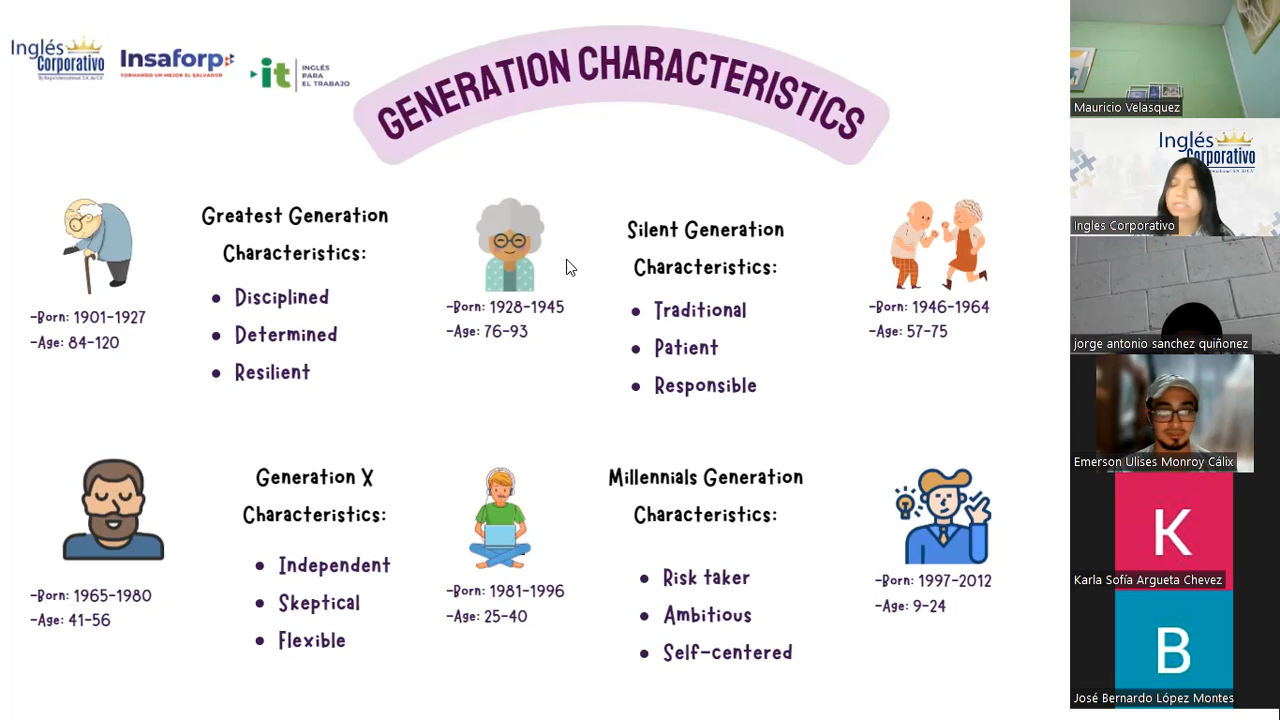 Inglés
Corporativo
Insaforp
FORMANDO UN MEJOR EL SALVADOR
it
INGLÉS
PARA
EL TRABAJO
GENERATION CHARACTERISTICS
Greatest Generation
Characteristics:
• Disciplined
• Determined
• Resilient
-Born: 1901-1927
-Age: 84-120
-Born: 1928-1945
-Age: 76-93
Silent Generation
Characteristics:
• Traditional
• Patient
• Responsible
-Born: 1946-1964
-Age: 57-75
Generation X
Characteristics:
• Independent
• Skeptical
• Flexible
-Born: 1965-1980
-Age: 41-56
-Born: 1981-1996
-Age: 25-40
Millennials Generation
Characteristics:
• Risk taker
• Ambitious
• Self-centered
-Born: 1997-2012
-Age: 9-24
Mauricio Velasquez
Inglés
Corporativo
Ingles Corporativo
jorge antonio sanchez quiñonez
Emerson Ulises Monroy Cálix
K
Karla Sofía Argueta Chevez
B
José Bernardo López Montes